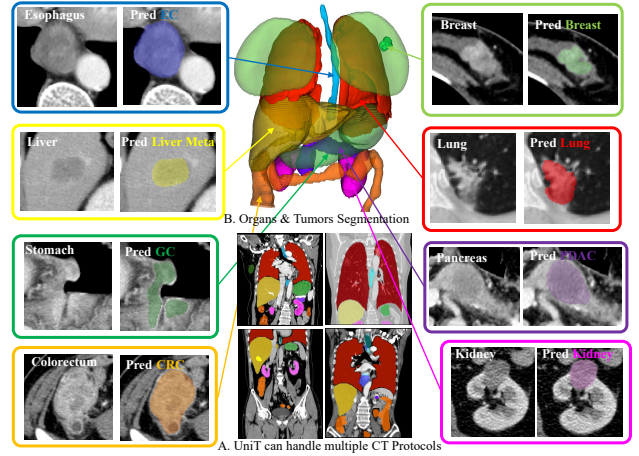 Esophagus
Pred EC
Breast
Pred Breast
Liver
Pred Liver Meta
Lung
Pred Lung
B. Organs & Tumors Segmentation
Stomach
Pred GC
Pancreas
Pred PDAC
Colorectum
Pred CRC
Kidney
Pred Kidney
A. UniT can handle multiple CT Protocols